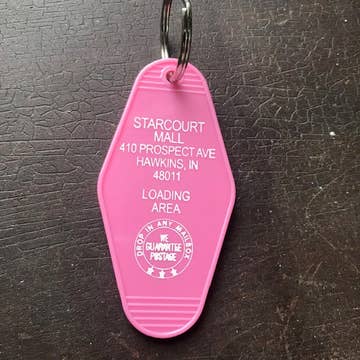 STARCOURT
MALL
410 PROSPECT AVE
HAWKINS, IN
48011
LOADING
AREA
DROP IN ANY MAILBOX
WE
GUARANTEE
POSTAGE